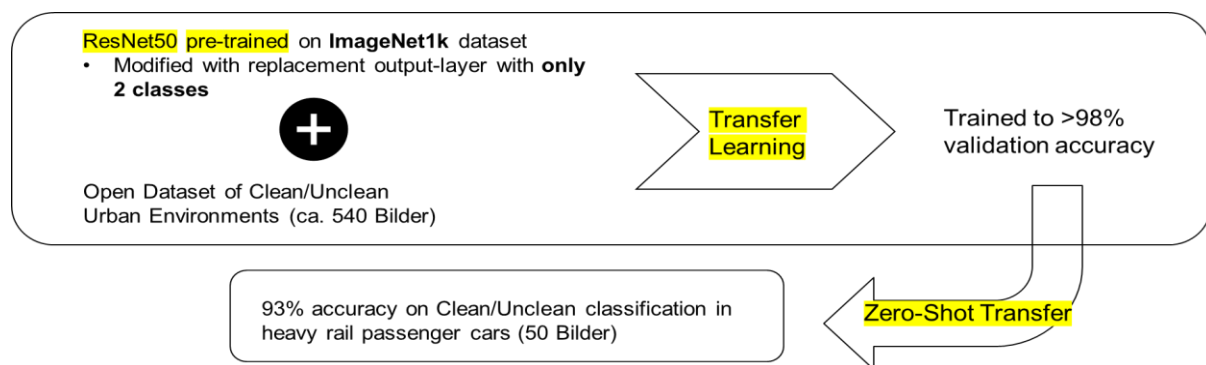 ResNet50 pre-trained on ImageNet1k dataset
• Modified with replacement output-layer with only
2 classes
Open Dataset of Clean/Unclean
Urban Environments (ca. 540 Bilder)
Transfer
Learning
Trained to >98%
validation accuracy
Zero-Shot Transfer
93% accuracy on Clean/Unclean classification in
heavy rail passenger cars (50 Bilder)